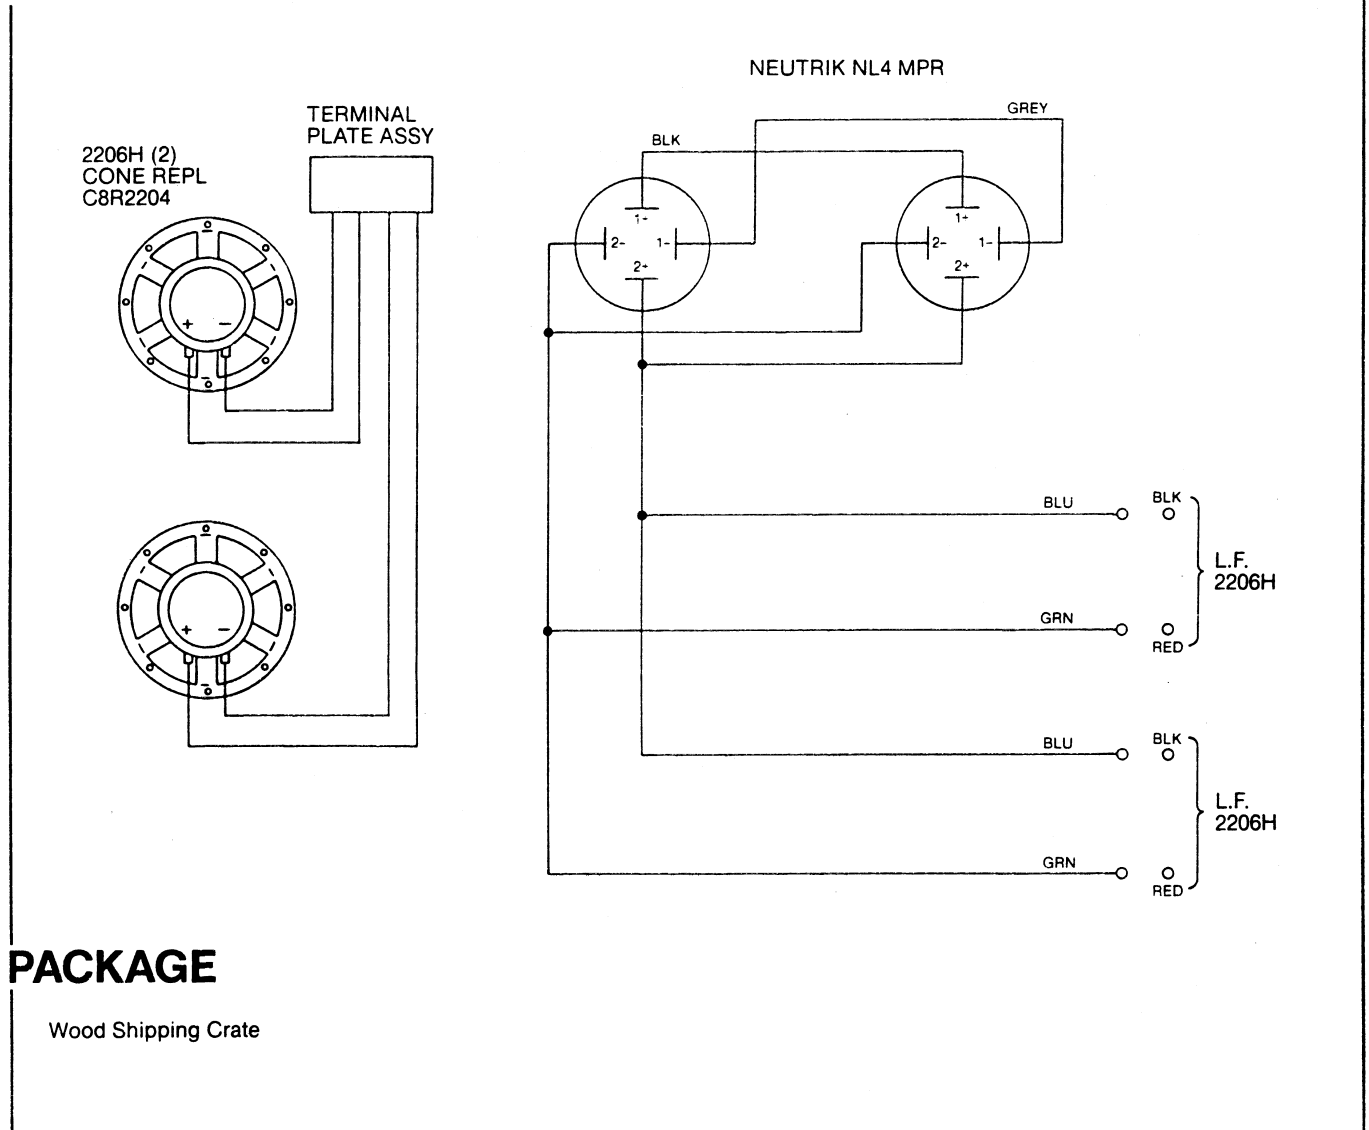 NEUTRIK NL4 MPR
TERMINAL
PLATE ASSY
2206H (2)
CONE REPL
C8R2204
+ −
+ −
BLK
GREY
1+
2−
1−
2+
1+
2−
1−
2+
BLU
BLK
L.F.
2206H
GRN
RED
BLU
BLK
L.F.
2206H
GRN
RED
PACKAGE
Wood Shipping Crate